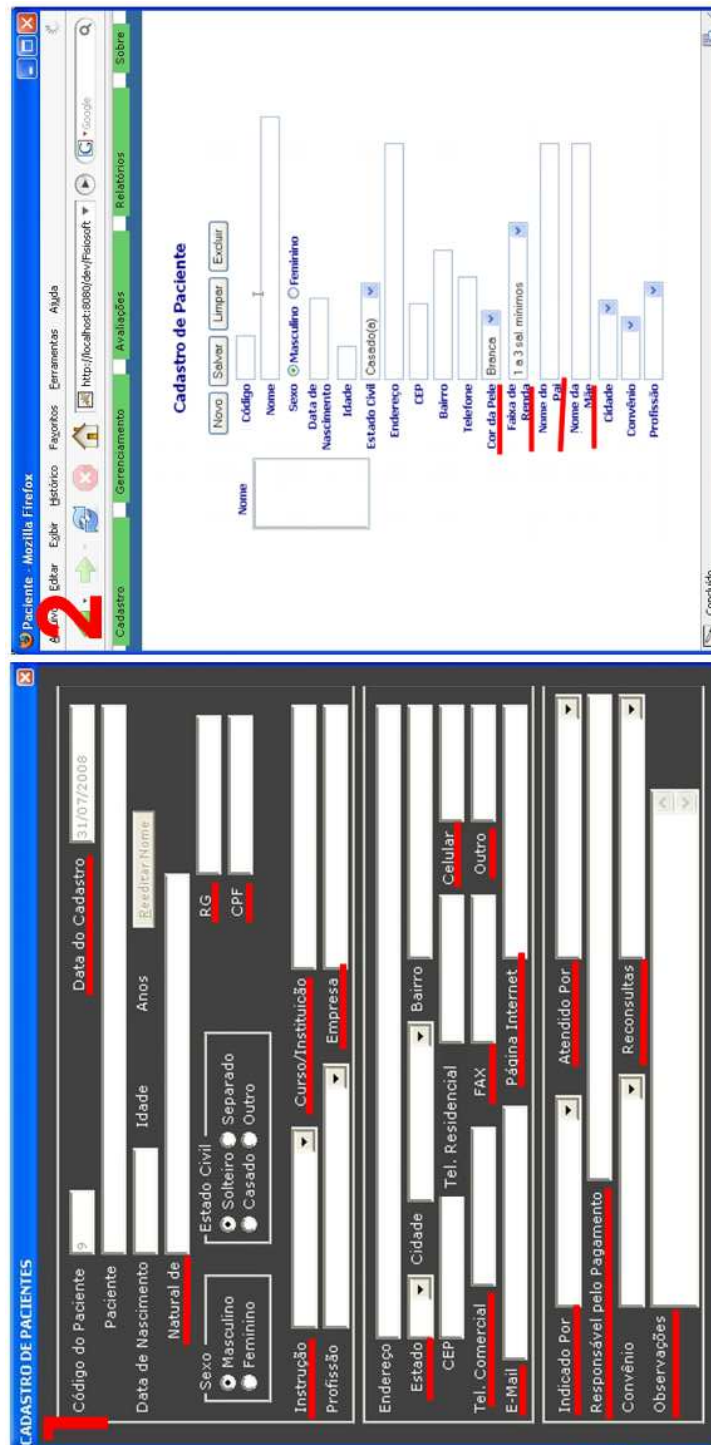 1
CADASTRO DE PACIENTES
Código do Paciente 9 Data do Cadastro 31/07/2008
Paciente
Data de Nascimento Idade Anos Reeditar Nome
Natural de
Sexo Estado Civil
Masculino Solteiro Separado RG
Feminino Casado Outro CPF
Instrução Curso/Instituição
Profissão Empresa
Endereço
Estado Cidade Bairro
CEP Tel. Residencial Celular
Tel. Comercial FAX Outro
E-Mail Página Internet
Indicado Por Atendido Por
Responsável pelo Pagamento
Convênio Reconsultas
Observações
2
Paciente - Mozilla Firefox
Editar Exibir Histórico Favoritos Ferramentas Ajuda
http://localhost:8080/dev/Fisiosoft Google
Cadastro Gerenciamento Avaliações Relatórios Sobre
Cadastro de Paciente
Novo Salvar Limpar Excluir
Nome
Código
Nome
Sexo Masculino Feminino
Data de
Nascimento
Idade
Estado Civil Casado(a)
Endereço
CEP
Bairro
Telefone
Cor da Pele Branca
Faixa de
Renda 1 a 3 sal. mínimos
Nome do
Pai
Nome da
Mãe
Cidade
Convênio
Profissão
Concluído